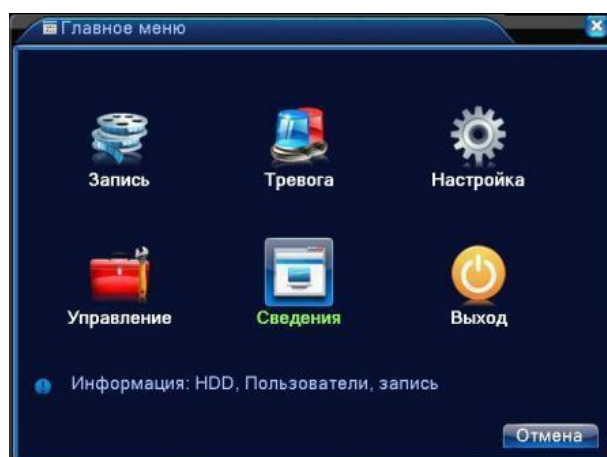 Главное меню
Запись Тревога Настройка
Управление Сведения Выход
Информация: HDD, Пользователи, запись
Отмена